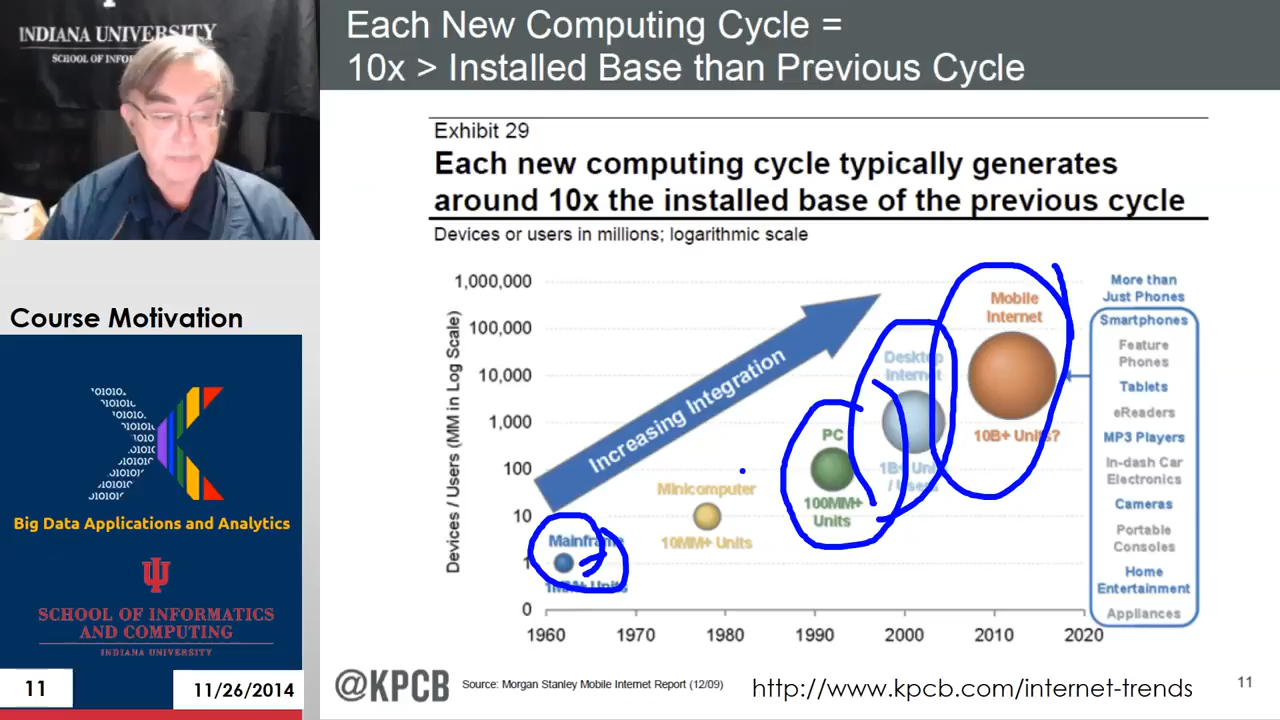 INDIANA UNIVERSITY
Each New Computing Cycle =
10x > Installed Base than Previous Cycle
Exhibit 29
Each new computing cycle typically generates
around 10x the installed base of the previous cycle
Devices or users in millions; logarithmic scale
Course Motivation
Big Data Applications and Analytics
SCHOOL OF INFORMATICS
AND COMPUTING
INDIANA UNIVERSITY
11
11/26/2014
Devices / Users (MM in Log Scale)
1,000,000
100,000
10,000
1,000
100
10
1
0
1960
1970
1980
1990
2000
2010
2020
Increasing Integration
Mainframe
Minicomputer
10MM+ Units
PC
100MM+
Units
Desktop
Internet
1B+ Units
/ Users
Mobile
Internet
10B+ Units?
More than
Just Phones
Smartphones
Feature
Phones
Tablets
eReaders
MP3 Players
In-dash Car
Electronics
Cameras
Portable
Consoles
Home
Entertainment
Appliances
@KPCB
Source: Morgan Stanley Mobile Internet Report (12/09)
http://www.kpcb.com/internet-trends
11